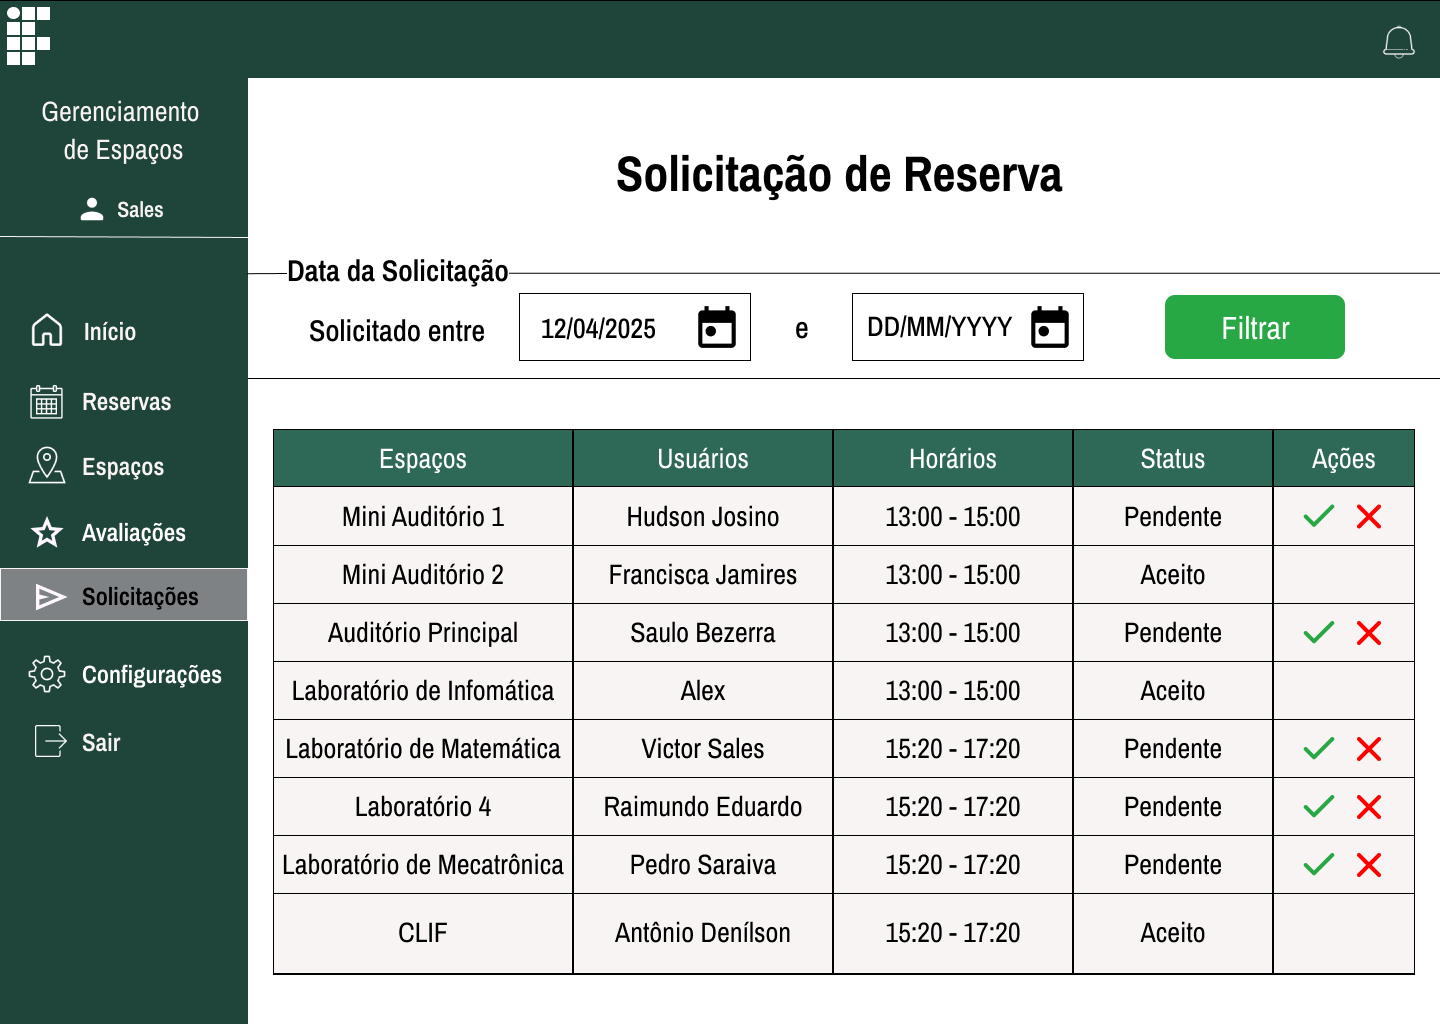 Gerenciamento
de Espaços
Sales
Início
Reservas
Espaços
Avaliações
Solicitações
Configurações
Sair
Solicitação de Reserva
Data da Solicitação
Solicitado entre 12/04/2025 e DD/MM/YYYY Filtrar
Espaços Usuários Horários Status Ações
Mini Auditório 1 Hudson Josino 13:00 - 15:00 Pendente
Mini Auditório 2 Francisca Jamires 13:00 - 15:00 Aceito
Auditório Principal Saulo Bezerra 13:00 - 15:00 Pendente
Laboratório de Infomática Alex 13:00 - 15:00 Aceito
Laboratório de Matemática Victor Sales 15:20 - 17:20 Pendente
Laboratório 4 Raimundo Eduardo 15:20 - 17:20 Pendente
Laboratório de Mecatrônica Pedro Saraiva 15:20 - 17:20 Pendente
CLIF Antônio Denílson 15:20 - 17:20 Aceito